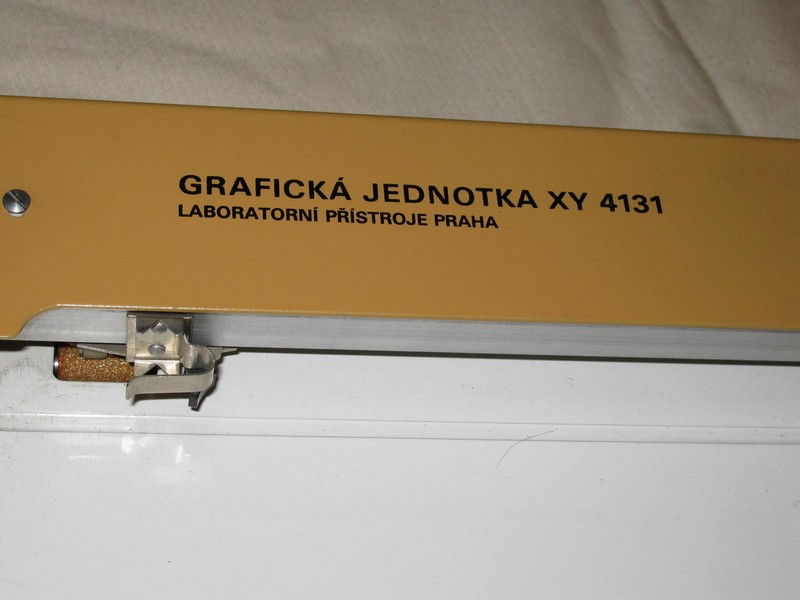 GRAFICKÁ JEDNOTKA XY 4131
LABORATORNÍ PŘÍSTROJE PRAHA